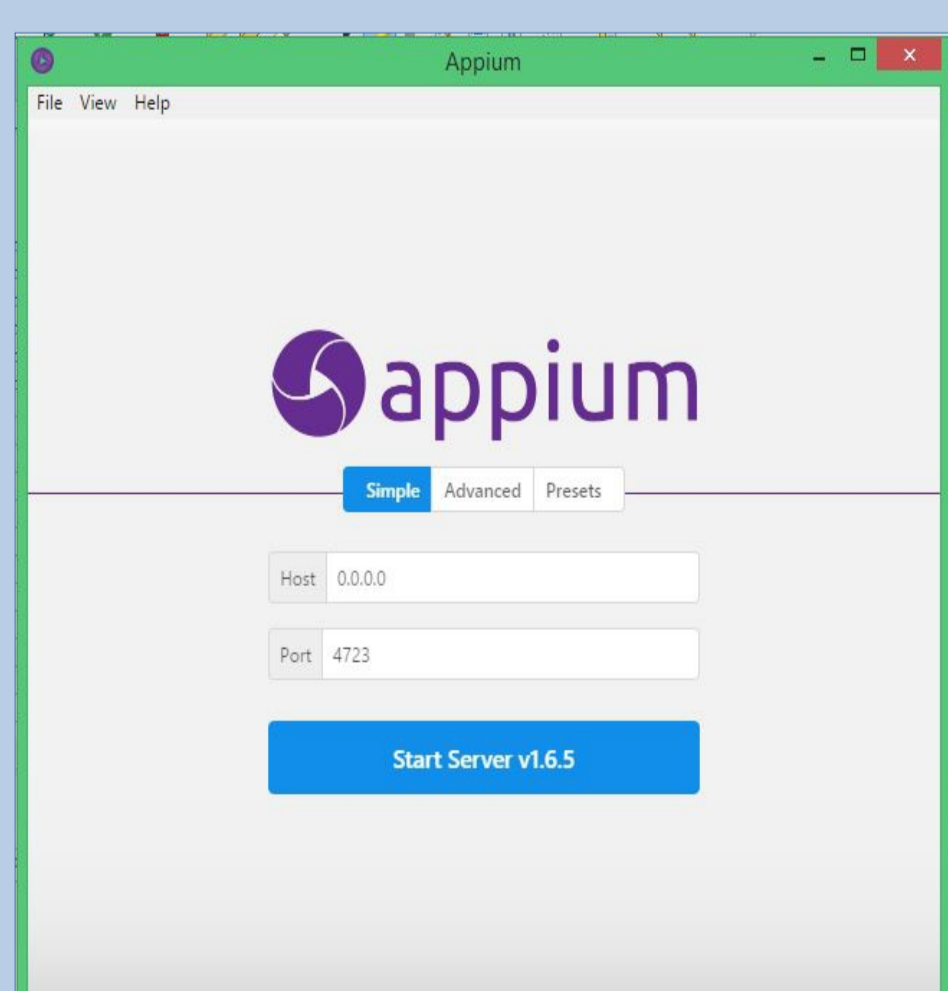 Appium
File View Help
appium
Simple Advanced Presets
Host 0.0.0.0
Port 4723
Start Server v1.6.5